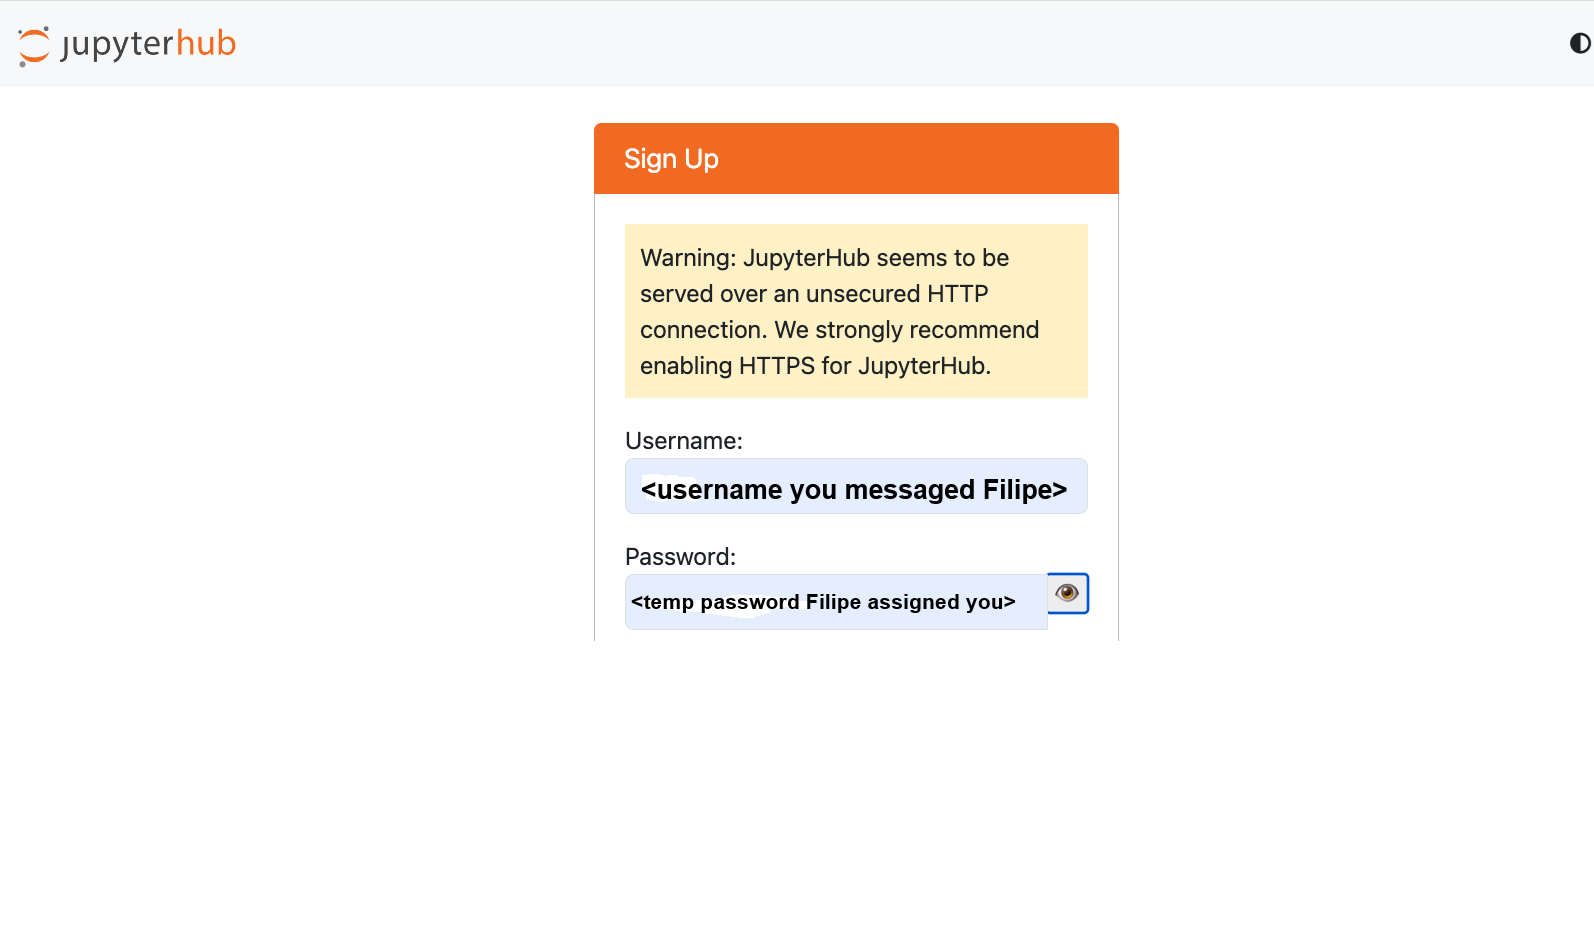 jupyterhub
Sign Up
Warning: JupyterHub seems to be
served over an unsecured HTTP
connection. We strongly recommend
enabling HTTPS for JupyterHub.
Username:
<username you messaged Filipe>
Password:
<temp password Filipe assigned you>